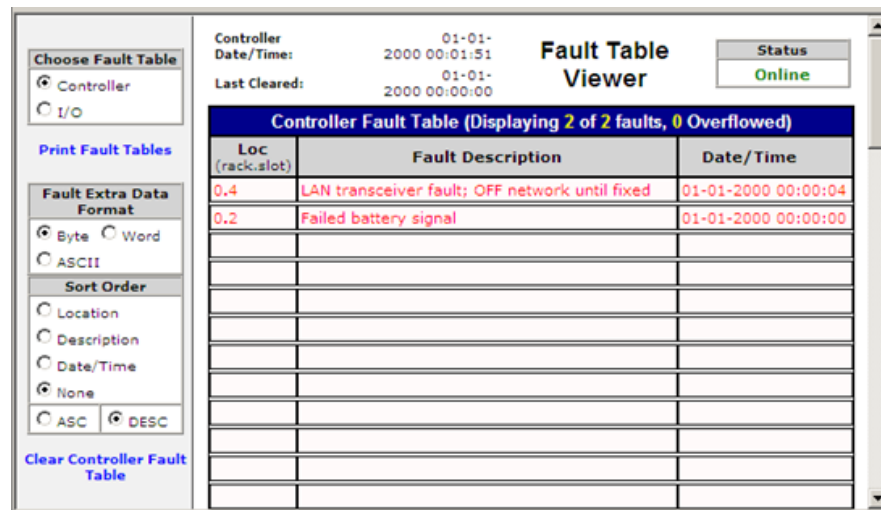 Choose Fault Table
Controller
I/O
Print Fault Tables
Fault Extra Data
Format
Byte Word
ASCII
Sort Order
Location
Description
Date/Time
None
ASC DESC
Clear Controller Fault
Table
Controller
Date/Time:
01-01-
2000 00:01:51
Last Cleared:
01-01-
2000 00:00:00
Fault Table
Viewer
Status
Online
Controller Fault Table (Displaying 2 of 2 faults, 0 Overflowed)
Loc
(rack.slot)
Fault Description
Date/Time
0.4 LAN transceiver fault; OFF network until fixed 01-01-2000 00:00:04
0.2 Failed battery signal 01-01-2000 00:00:00